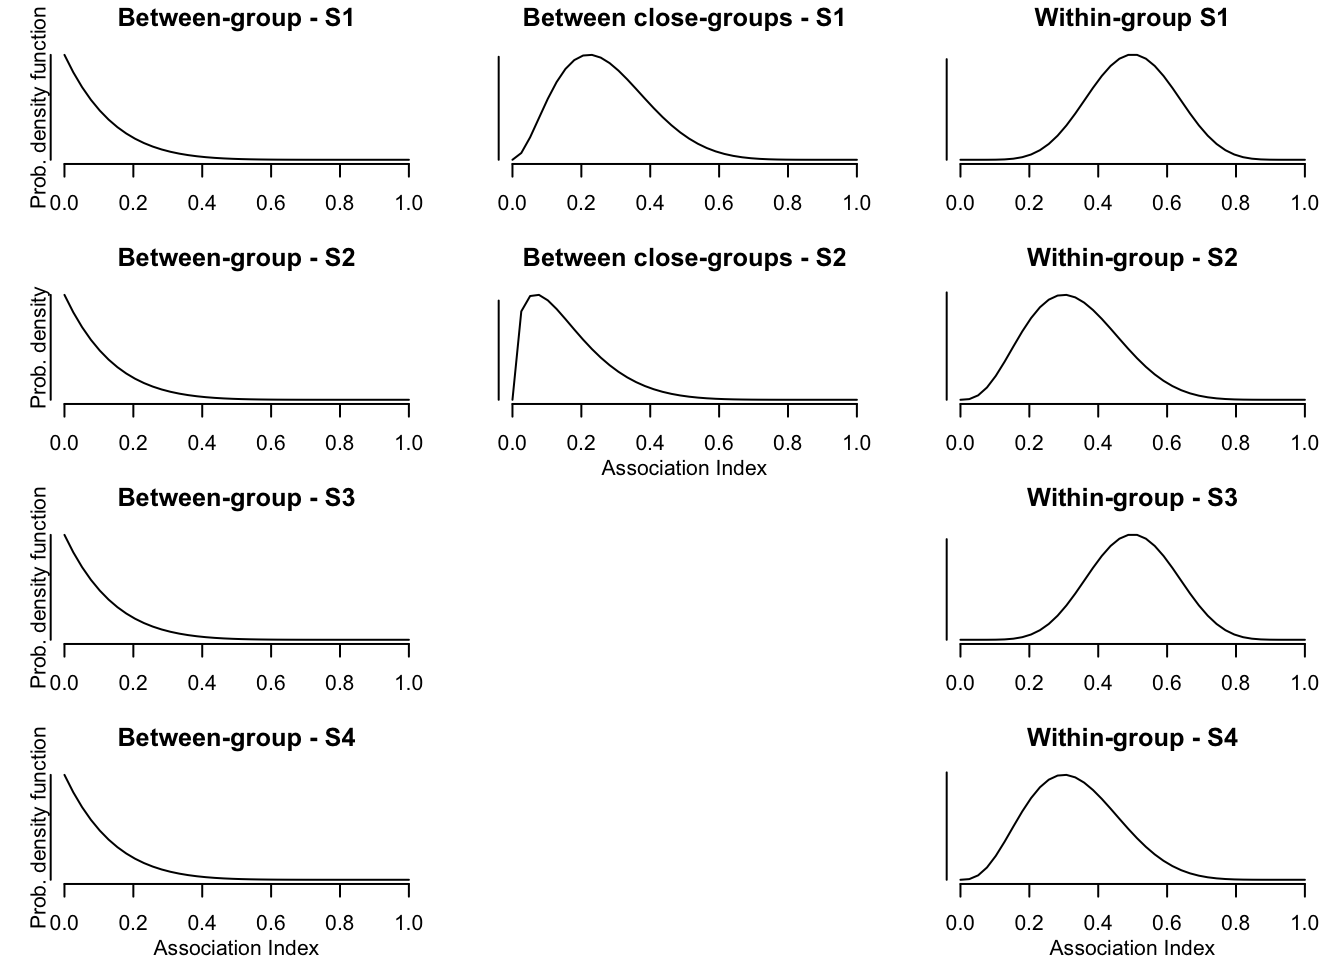 Between-group - S1
Between close-groups - S1
Within-group S1
Prob. density function
0.0 0.2 0.4 0.6 0.8 1.0
0.0 0.2 0.4 0.6 0.8 1.0
0.0 0.2 0.4 0.6 0.8 1.0
Between-group - S2
Between close-groups - S2
Within-group - S2
Prob. density
0.0 0.2 0.4 0.6 0.8 1.0
0.0 0.2 0.4 0.6 0.8 1.0
0.0 0.2 0.4 0.6 0.8 1.0
Association Index
Between-group - S3
Within-group - S3
Prob. density function
0.0 0.2 0.4 0.6 0.8 1.0
0.0 0.2 0.4 0.6 0.8 1.0
Between-group - S4
Within-group - S4
Prob. density function
0.0 0.2 0.4 0.6 0.8 1.0
0.0 0.2 0.4 0.6 0.8 1.0
Association Index
Association Index